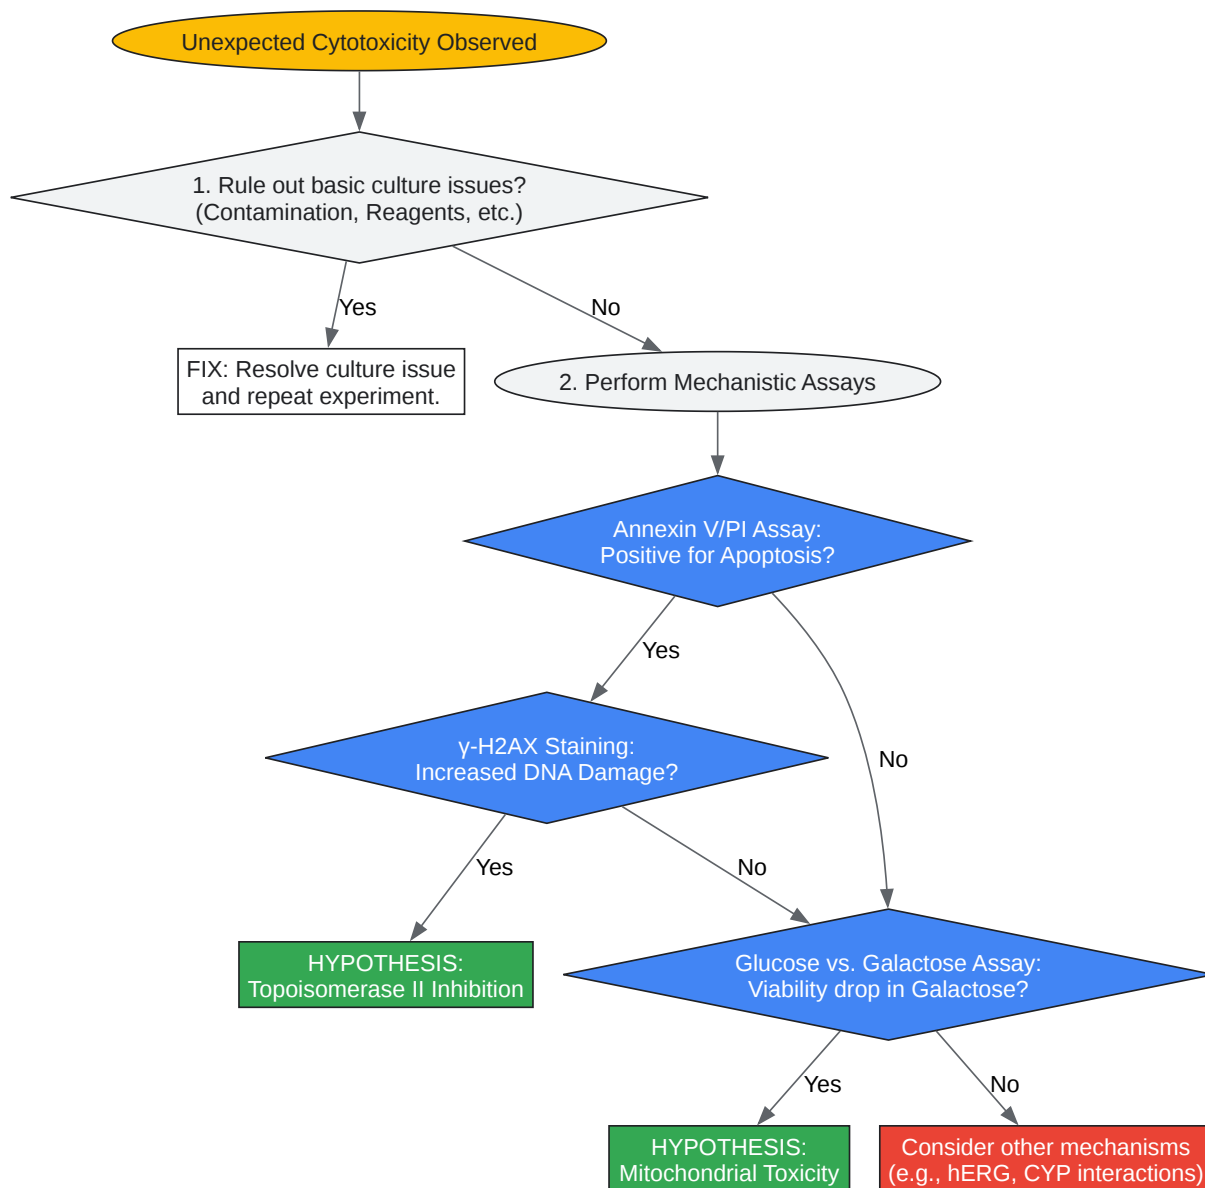 Unexpected Cytotoxicity Observed
1. Rule out basic culture issues?
(Contamination, Reagents, etc.)
Yes
No
FIX: Resolve culture issue
and repeat experiment.
2. Perform Mechanistic Assays
Annexin V/PI Assay:
Positive for Apoptosis?
Yes
No
γ-H2AX Staining:
Increased DNA Damage?
Yes
No
HYPOTHESIS:
Topoisomerase II Inhibition
Glucose vs. Galactose Assay:
Viability drop in Galactose?
Yes
No
HYPOTHESIS:
Mitochondrial Toxicity
Consider other mechanisms
(e.g., hERG, CYP interactions)